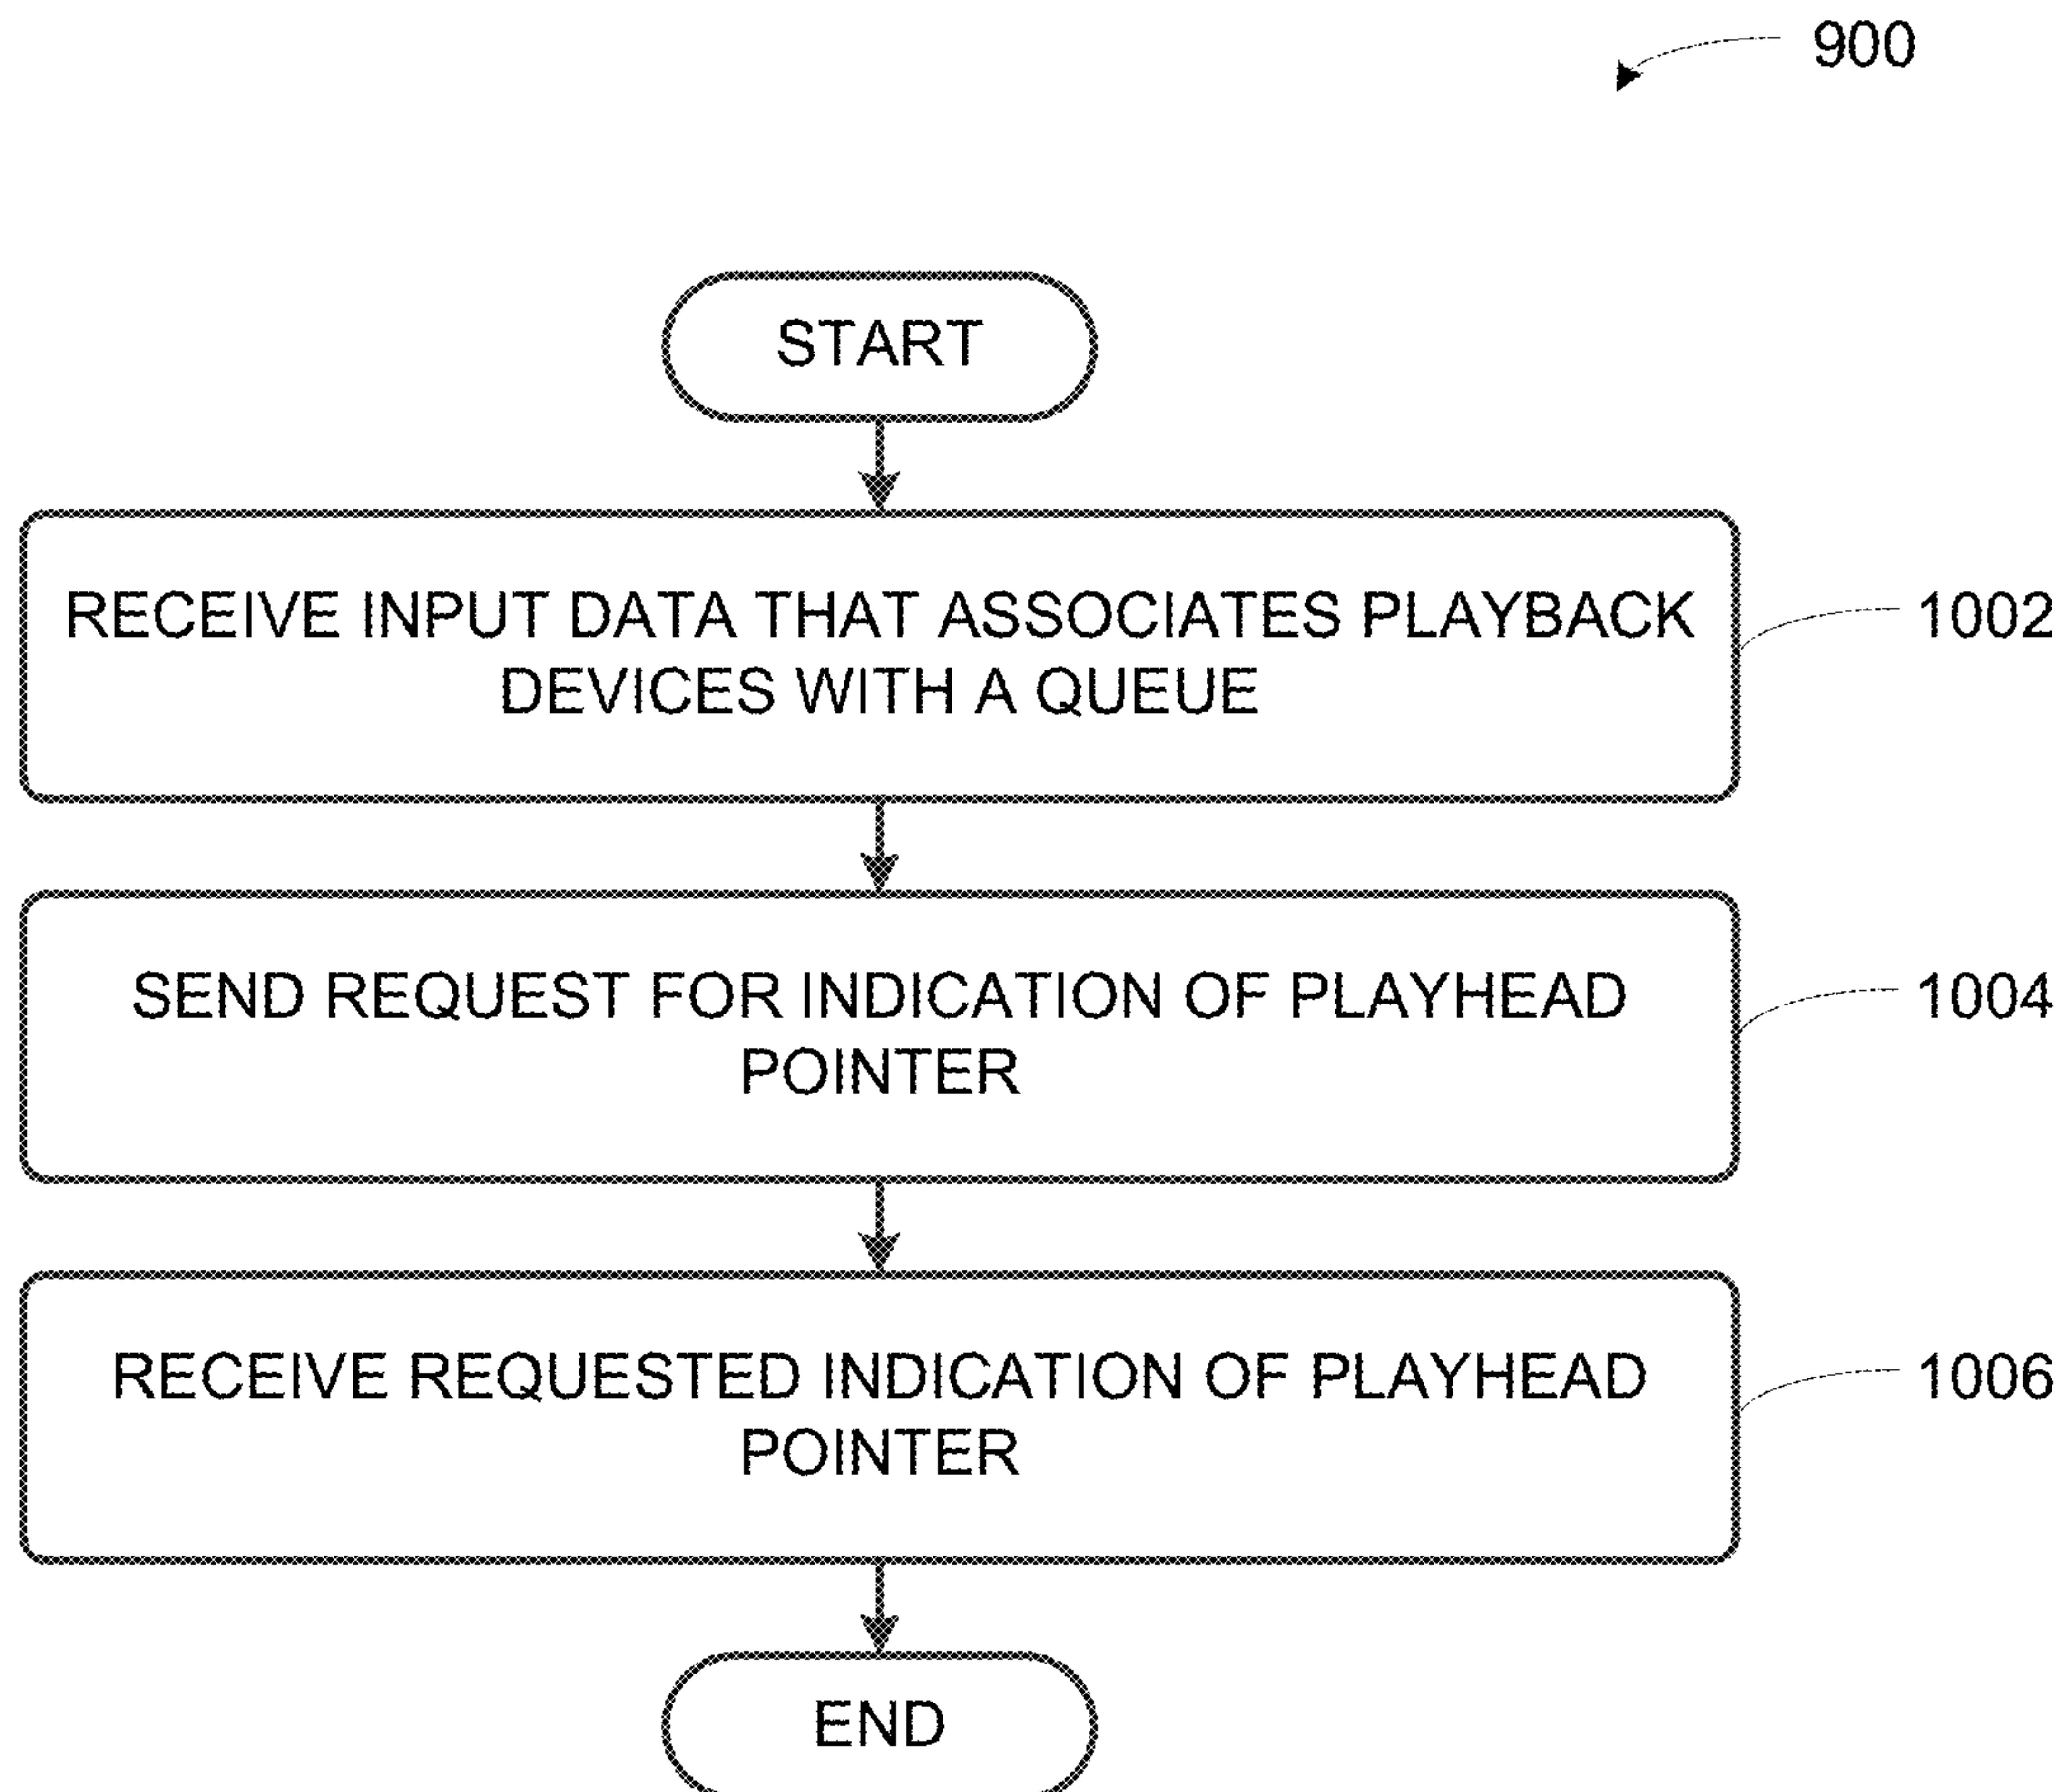 900
START
RECEIVE INPUT DATA THAT ASSOCIATES PLAYBACK
DEVICES WITH A QUEUE
1002
SEND REQUEST FOR INDICATION OF PLAYHEAD
POINTER
1004
RECEIVE REQUESTED INDICATION OF PLAYHEAD
POINTER
1006
END